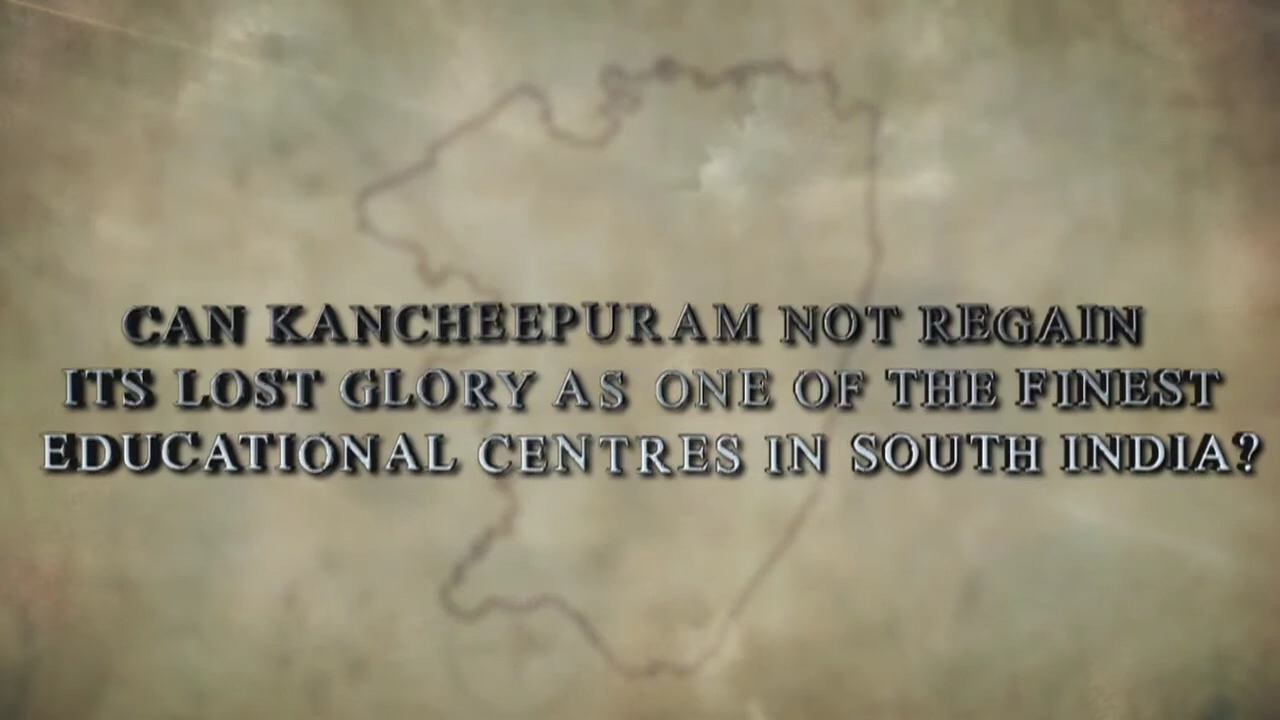 CAN KANCHEEPURAM NOT REGAIN
ITS LOST GLORY AS ONE OF THE FINEST
EDUCATIONAL CENTRES IN SOUTH INDIA?